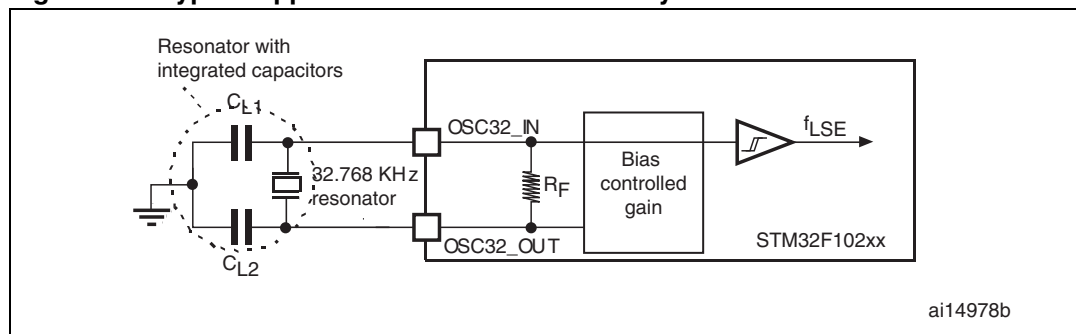 Resonator with
integrated capacitors
CL1
OSC32_IN
fLSE
32.768 KHz
resonator
RF
Bias
controlled
gain
OSC32_OUT
STM32F102xx
CL2
ai14978b